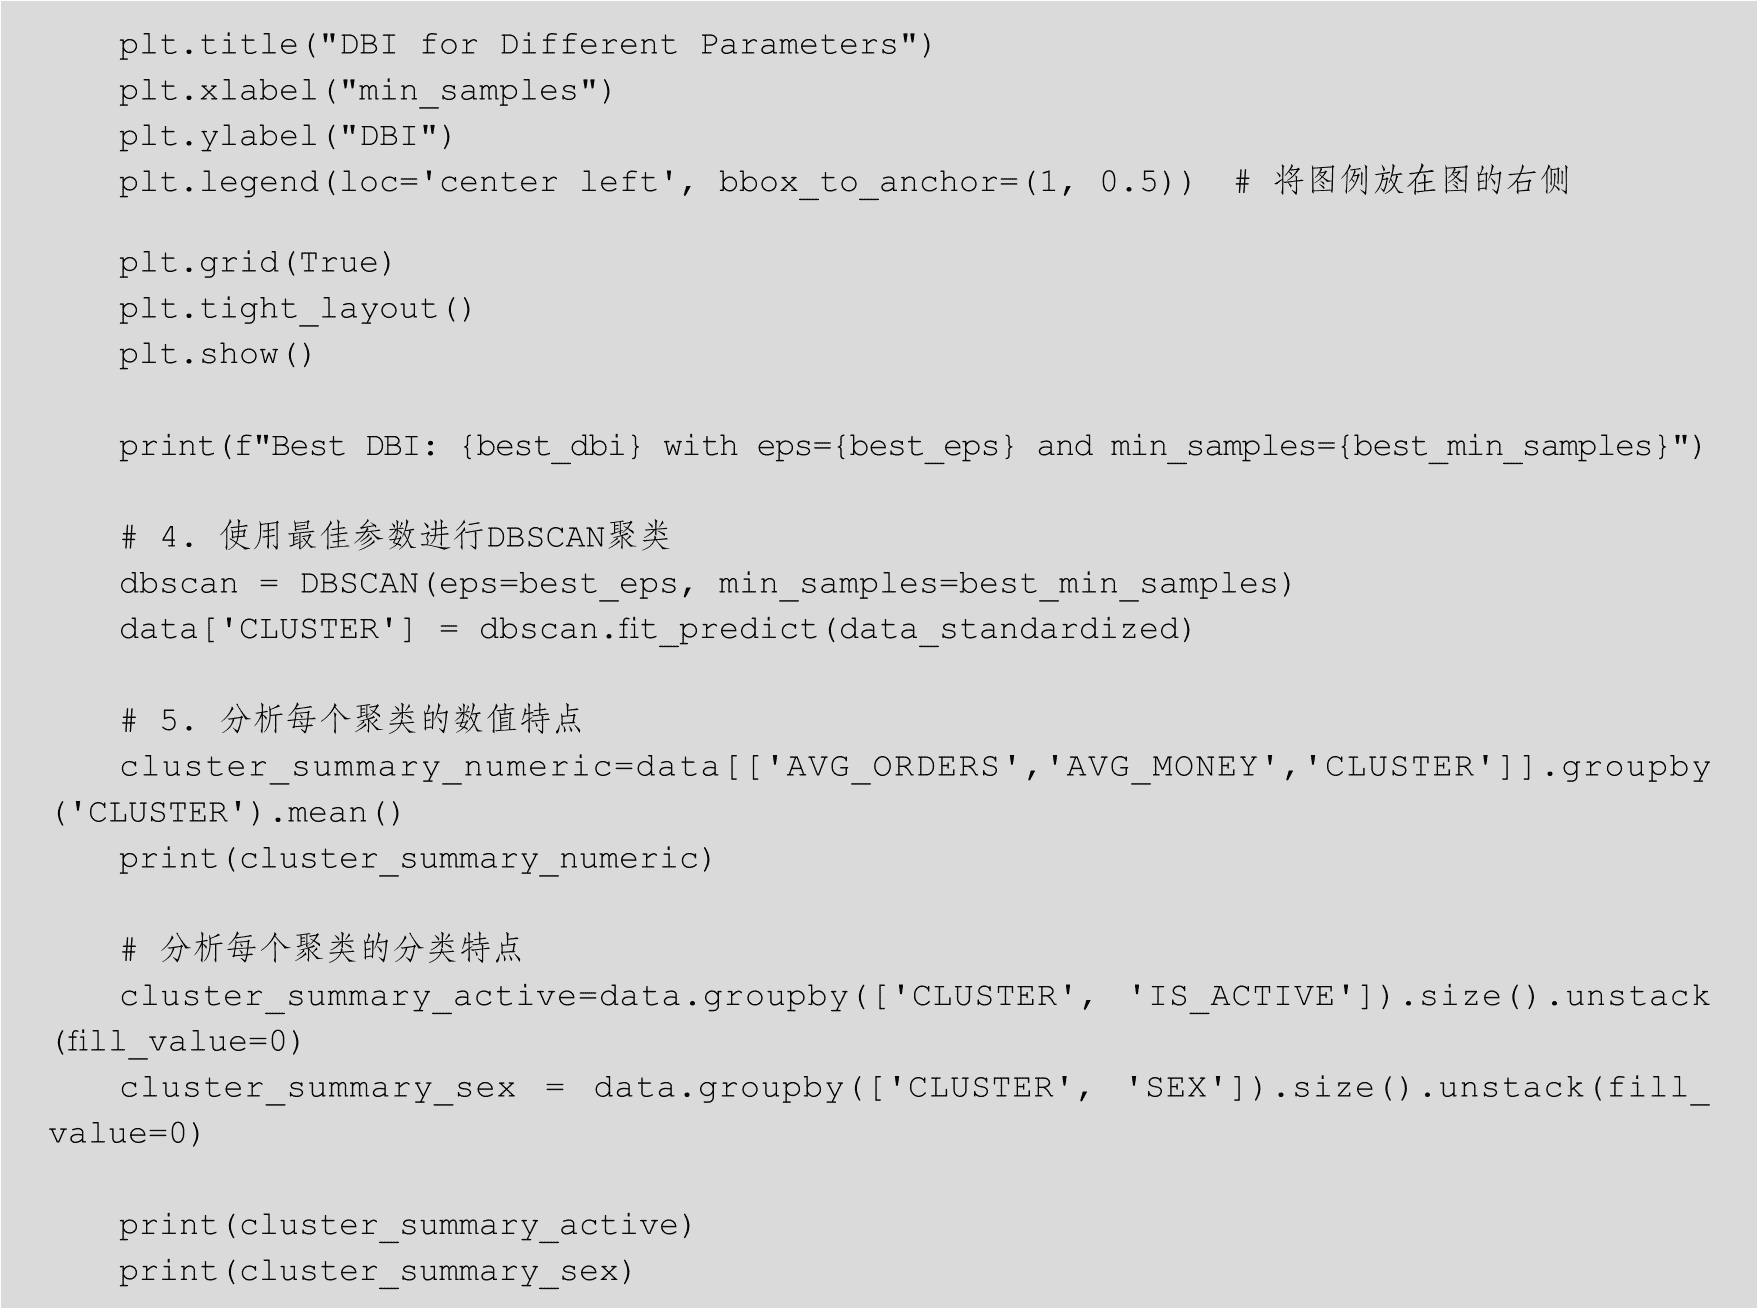 plt.title("DBI for Different Parameters")
plt.xlabel("min_samples")
plt.ylabel("DBI")
plt.legend(loc='center left', bbox_to_anchor=(1, 0.5))  # 将图例放在图的右侧
plt.grid(True)
plt.tight_layout()
plt.show()
print(f"Best DBI: {best_dbi} with eps={best_eps} and min_samples={best_min_samples}")
# 4. 使用最佳参数进行DBSCAN聚类
dbscan = DBSCAN(eps=best_eps, min_samples=best_min_samples)
data['CLUSTER'] = dbscan.fit_predict(data_standardized)
# 5. 分析每个聚类的数值特点
cluster_summary_numeric=data[['AVG_ORDERS','AVG_MONEY','CLUSTER']].groupby
('CLUSTER').mean()
print(cluster_summary_numeric)
# 分析每个聚类的分类特点
cluster_summary_active=data.groupby(['CLUSTER', 'IS_ACTIVE']).size().unstack
(fill_value=0)
cluster_summary_sex = data.groupby(['CLUSTER', 'SEX']).size().unstack(fill_
value=0)
print(cluster_summary_active)
print(cluster_summary_sex)